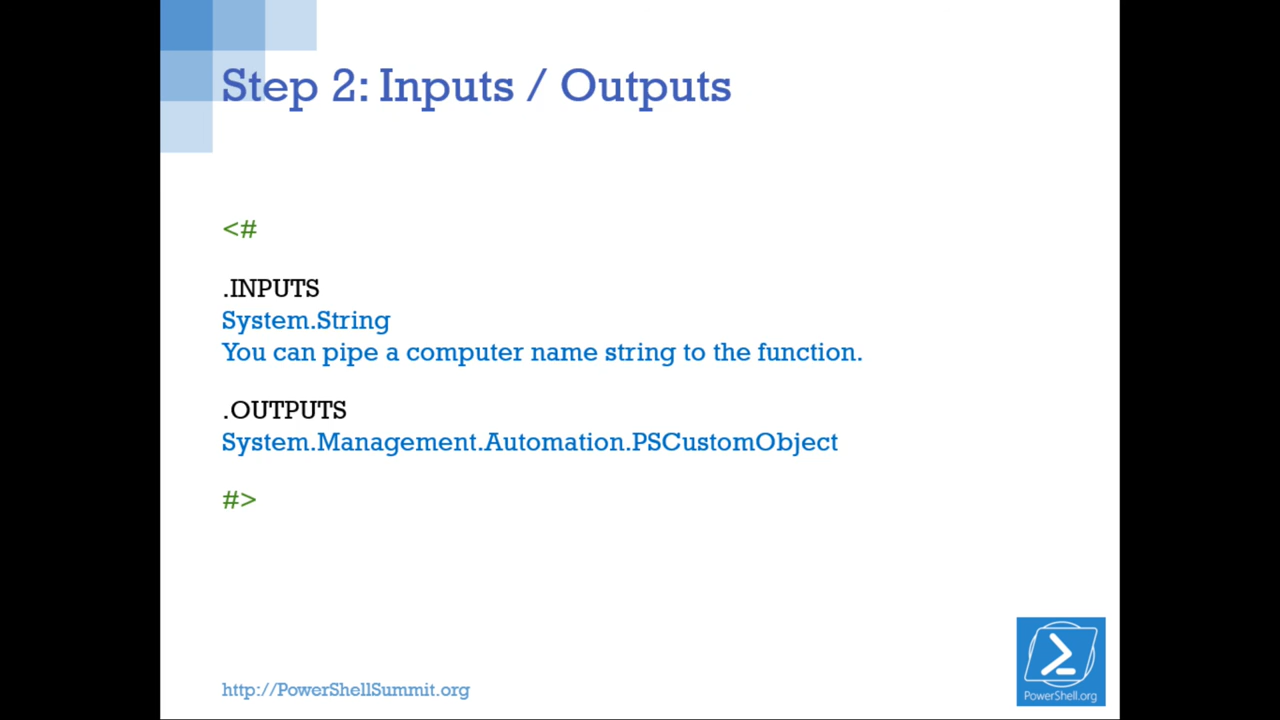 Step 2: Inputs / Outputs
<#
.INPUTS
System.String
You can pipe a computer name string to the function.
.OUTPUTS
System.Management.Automation.PSCustomObject
#>
http://PowerShellSummit.org
PowerShell.org